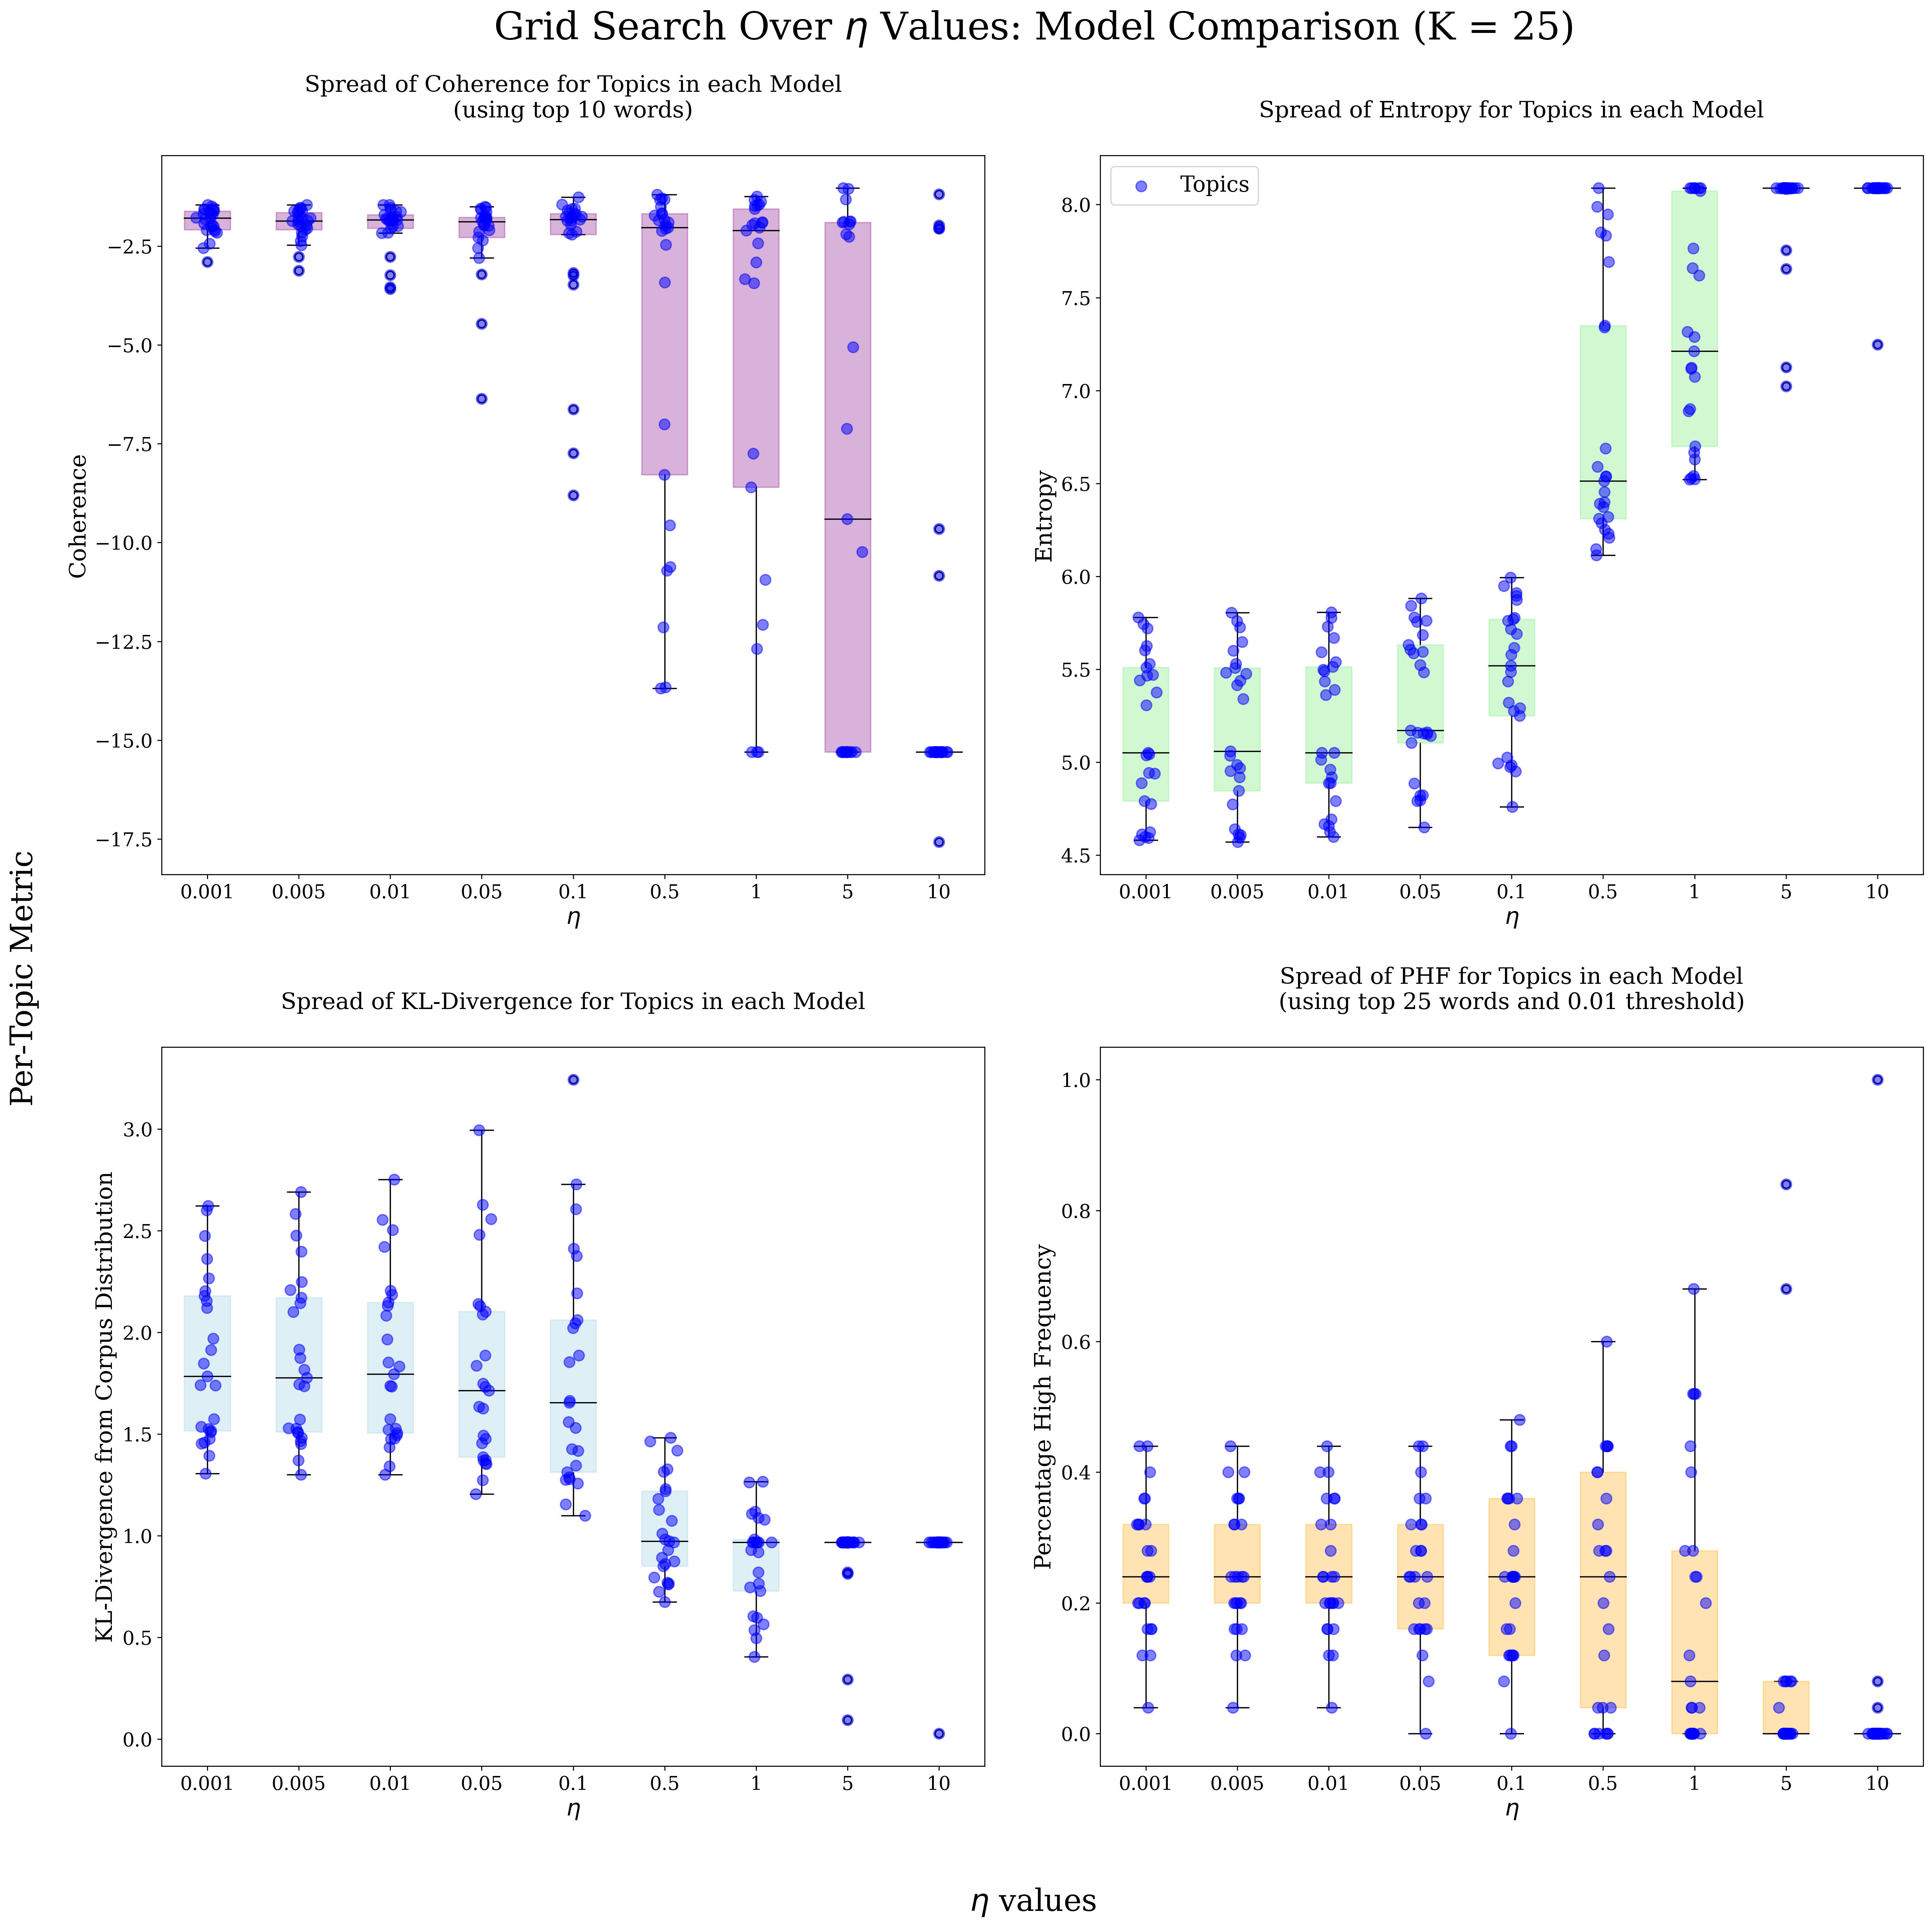 Grid Search Over η Values: Model Comparison (K = 25)
Spread of Coherence for Topics in each Model
(using top 10 words)
Coherence
−2.5
−5.0
−7.5
−10.0
−12.5
−15.0
−17.5
0.001 0.005 0.01 0.05 0.1 0.5 1 5 10
η
Spread of Entropy for Topics in each Model
Topics
Entropy
8.0
7.5
7.0
6.5
6.0
5.5
5.0
4.5
0.001 0.005 0.01 0.05 0.1 0.5 1 5 10
η
Per-Topic Metric
Spread of KL-Divergence for Topics in each Model
KL-Divergence from Corpus Distribution
3.0
2.5
2.0
1.5
1.0
0.5
0.0
0.001 0.005 0.01 0.05 0.1 0.5 1 5 10
η
Spread of PHF for Topics in each Model
(using top 25 words and 0.01 threshold)
Percentage High Frequency
1.0
0.8
0.6
0.4
0.2
0.0
0.001 0.005 0.01 0.05 0.1 0.5 1 5 10
η
η values